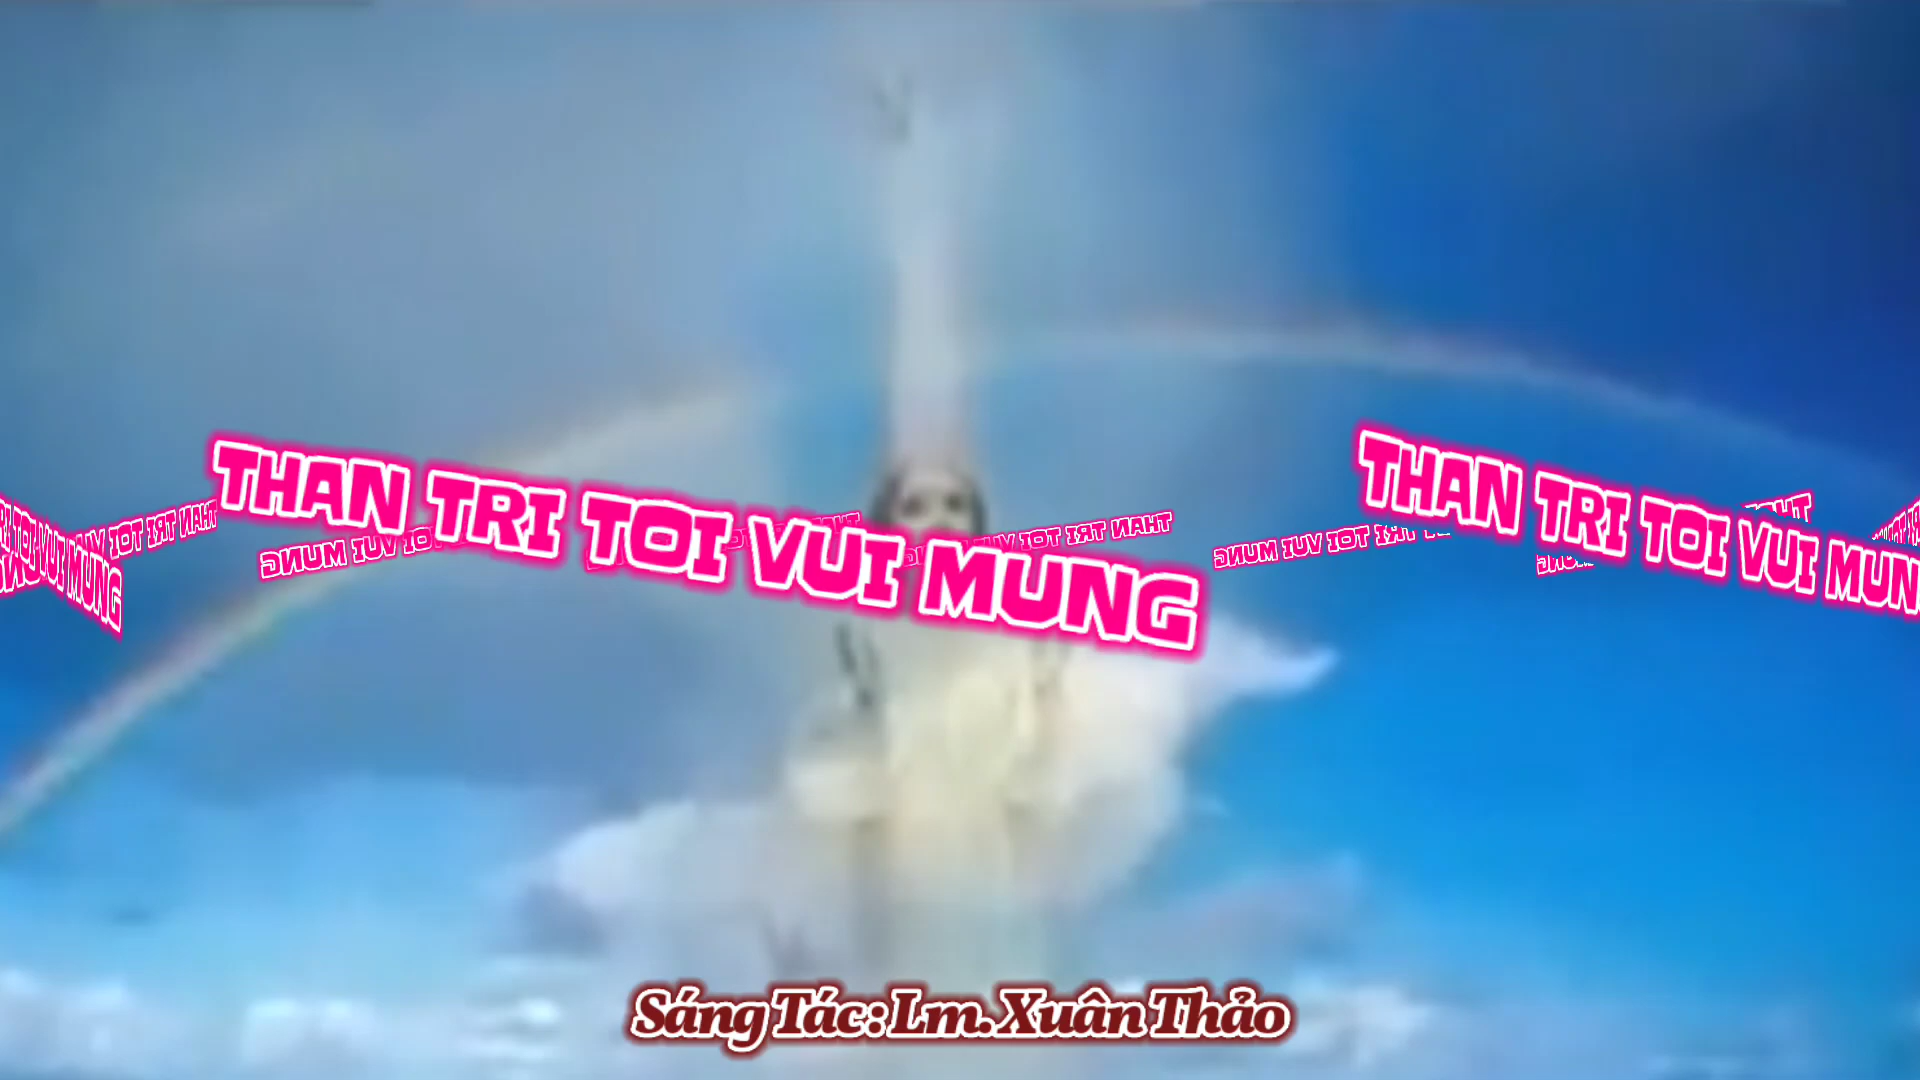 THAN TRI TOI VUI MUNG
THAN TRI TOI VUI MUN
Sáng Tác: Lm. Xuân Thảo